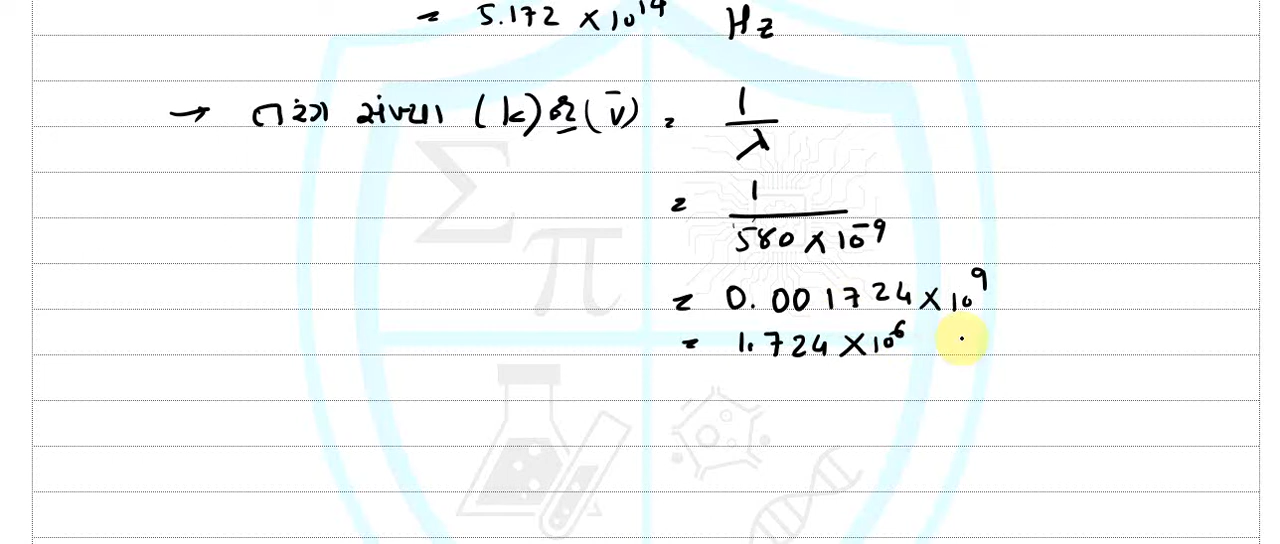 = 5.172 × 10¹⁴ Hz
→ તરંગ સંખ્યા (k) કે (v̄) = 1/λ
= 1/580 × 10⁻⁹
= 0.001724 × 10⁹
= 1.724 × 10⁶